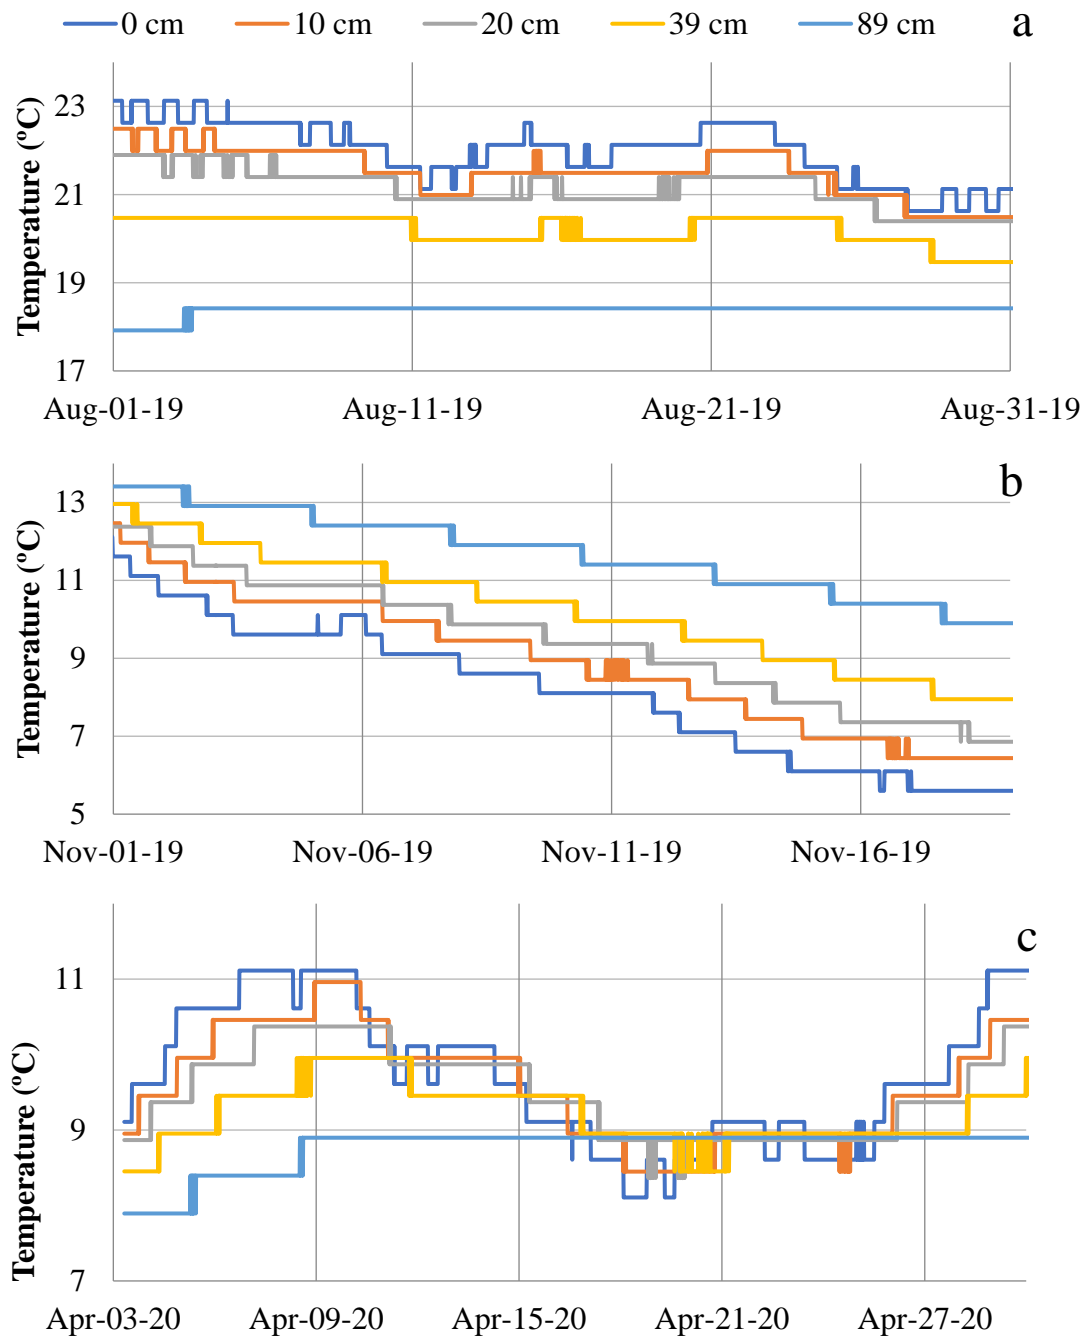 0 cm 10 cm 20 cm 39 cm 89 cm a
Temperature (ºC)
23
21
19
17
Aug-01-19 Aug-11-19 Aug-21-19 Aug-31-19
b
Temperature (ºC)
13
11
9
7
5
Nov-01-19 Nov-06-19 Nov-11-19 Nov-16-19
c
Temperature (ºC)
11
9
7
Apr-03-20 Apr-09-20 Apr-15-20 Apr-21-20 Apr-27-20